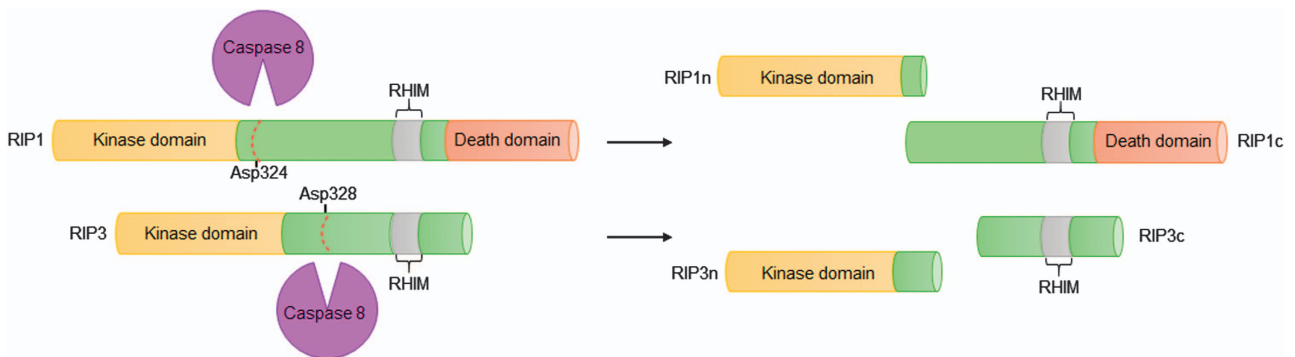 Caspase 8
RIP1
Kinase domain
RHIM
Death domain
Asp324
Asp328
RIP3
Kinase domain
RHIM
Caspase 8
RIP1n
Kinase domain
RHIM
Death domain
RIP1c
RIP3n
Kinase domain
RIP3c
RHIM